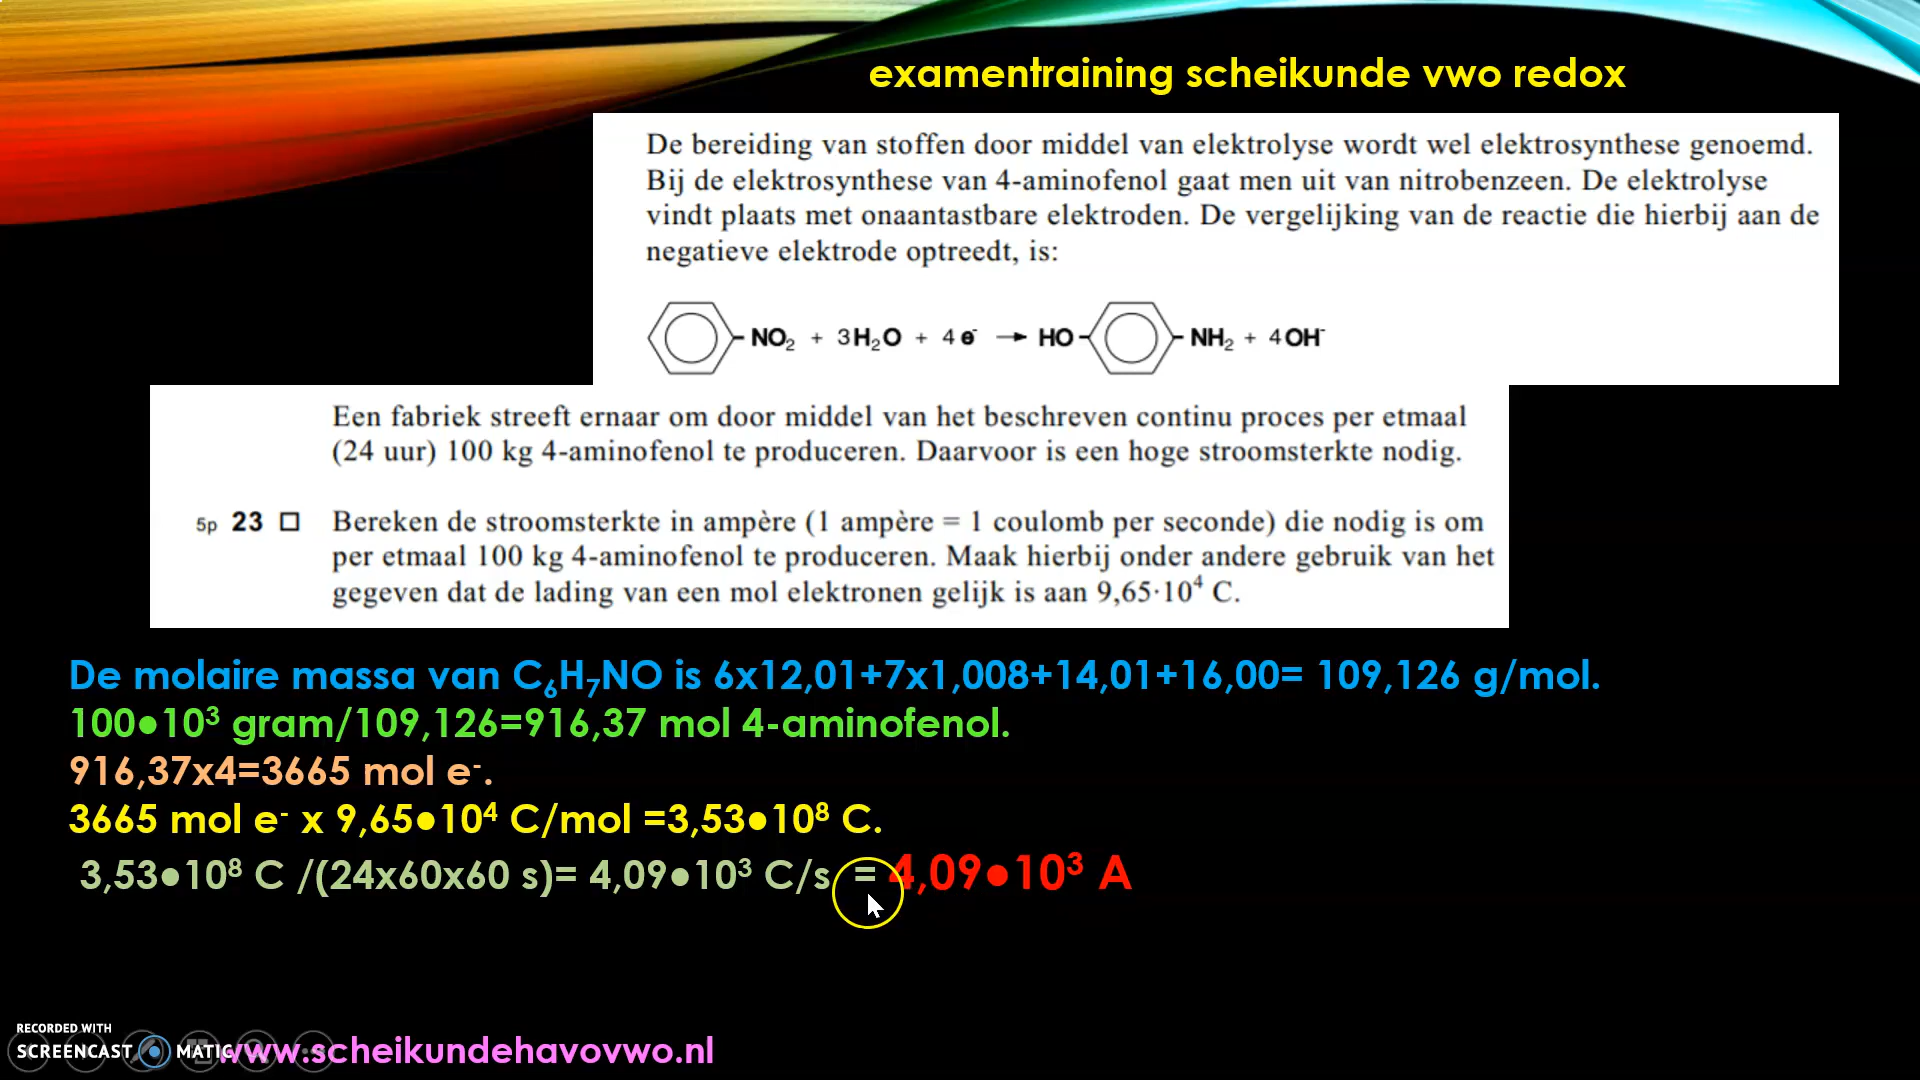 examentraining scheikunde vwo redox
De bereiding van stoffen door middel van elektrolyse wordt wel elektrosynthese genoemd.
Bij de elektrosynthese van 4-aminofenol gaat men uit van nitrobenzeen. De elektrolyse
vindt plaats met onaantastbare elektroden. De vergelijking van de reactie die hierbij aan de
negatieve elektrode optreedt, is:
NO₂ + 3H₂O + 4 e⁻ → HO NH₂ + 4OH⁻
Een fabriek streeft ernaar om door middel van het beschreven continu proces per etmaal
(24 uur) 100 kg 4-aminofenol te produceren. Daarvoor is een hoge stroomsterkte nodig.
5p 23 □ Bereken de stroomsterkte in ampère (1 ampère = 1 coulomb per seconde) die nodig is om
per etmaal 100 kg 4-aminofenol te produceren. Maak hierbij onder andere gebruik van het
gegeven dat de lading van een mol elektronen gelijk is aan 9,65·10⁴ C.
De molaire massa van C₆H₇NO is 6x12,01+7x1,008+14,01+16,00= 109,126 g/mol.
100●10³ gram/109,126=916,37 mol 4-aminofenol.
916,37x4=3665 mol e⁻.
3665 mol e⁻ x 9,65●10⁴ C/mol =3,53●10⁸ C.
3,53●10⁸ C /(24x60x60 s)= 4,09●10³ C/s = 4,09●10³ A
RECORDED WITH
SCREENCAST MATIC
www.scheikundehavovwo.nl